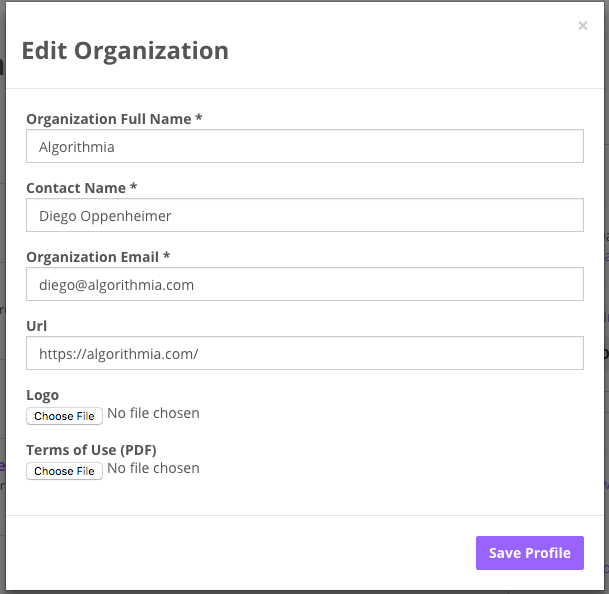 ×
Edit Organization
Organization Full Name *
Algorithmia
Contact Name *
Diego Oppenheimer
Organization Email *
diego@algorithmia.com
Url
https://algorithmia.com/
Logo
Choose File No file chosen
Terms of Use (PDF)
Choose File No file chosen
Save Profile